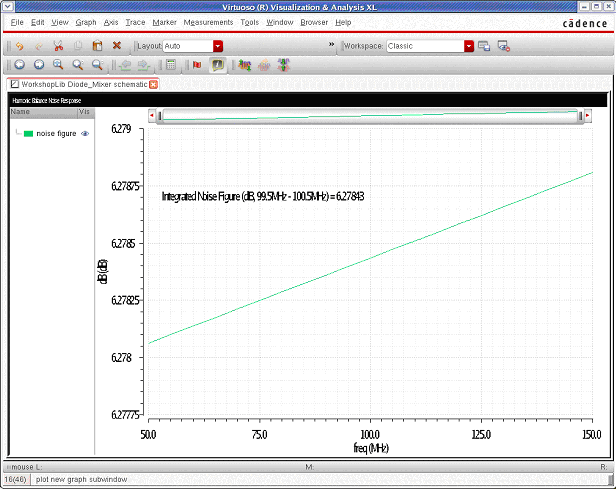 Virtuoso (R) Visualization & Analysis XL
File Edit View Graph Axis Trace Marker Measurements Tools Window Browser Help
cādence
Layout: Auto
» Workspace: Classic
WorkshopLib Diode_Mixer schematic
Harmonic Balance Noise Response
Name Vis
noise figure
6.279
6.27875
Integrated Noise Figure (dB, 99.5MHz - 100.5MHz) = 6.27843
6.2785
dB (dB)
6.27825
6.278
6.27775
50.0 75.0 100.0 125.0 150.0
freq (MHz)
mouse L: M: R:
16(46) plot new graph subwindow